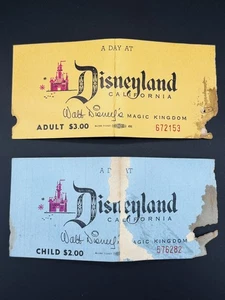 A DAY AT
Disneyland
CALIFORNIA
Walt Disney's MAGIC KINGDOM
ADULT $3.00 672153
A DAY AT
Disneyland
CALIFORNIA
Walt Disney's MAGIC KINGDOM
CHILD $2.00 576282